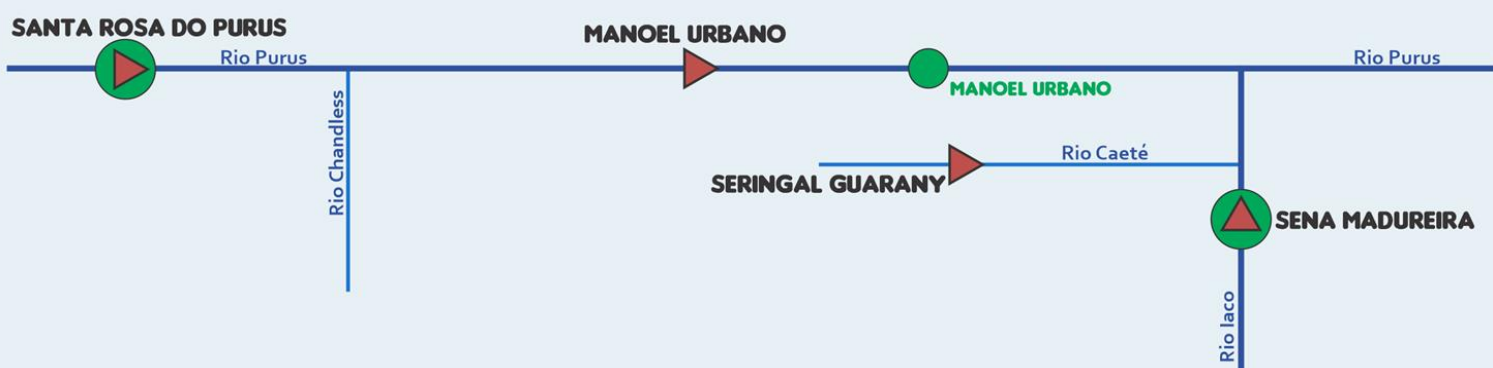 SANTA ROSA DO PURUS
Rio Purus
MANOEL URBANO
Rio Purus
MANOEL URBANO
Rio Chandless
Rio Caeté
SERINGAL GUARANY
SENA MADUREIRA
Rio Iaco